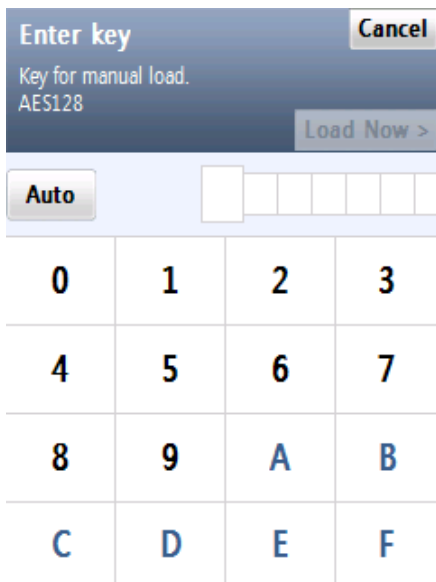 Enter key
Cancel
Key for manual load.
AES128
Load Now >
Auto
0 1 2 3
4 5 6 7
8 9 A B
C D E F